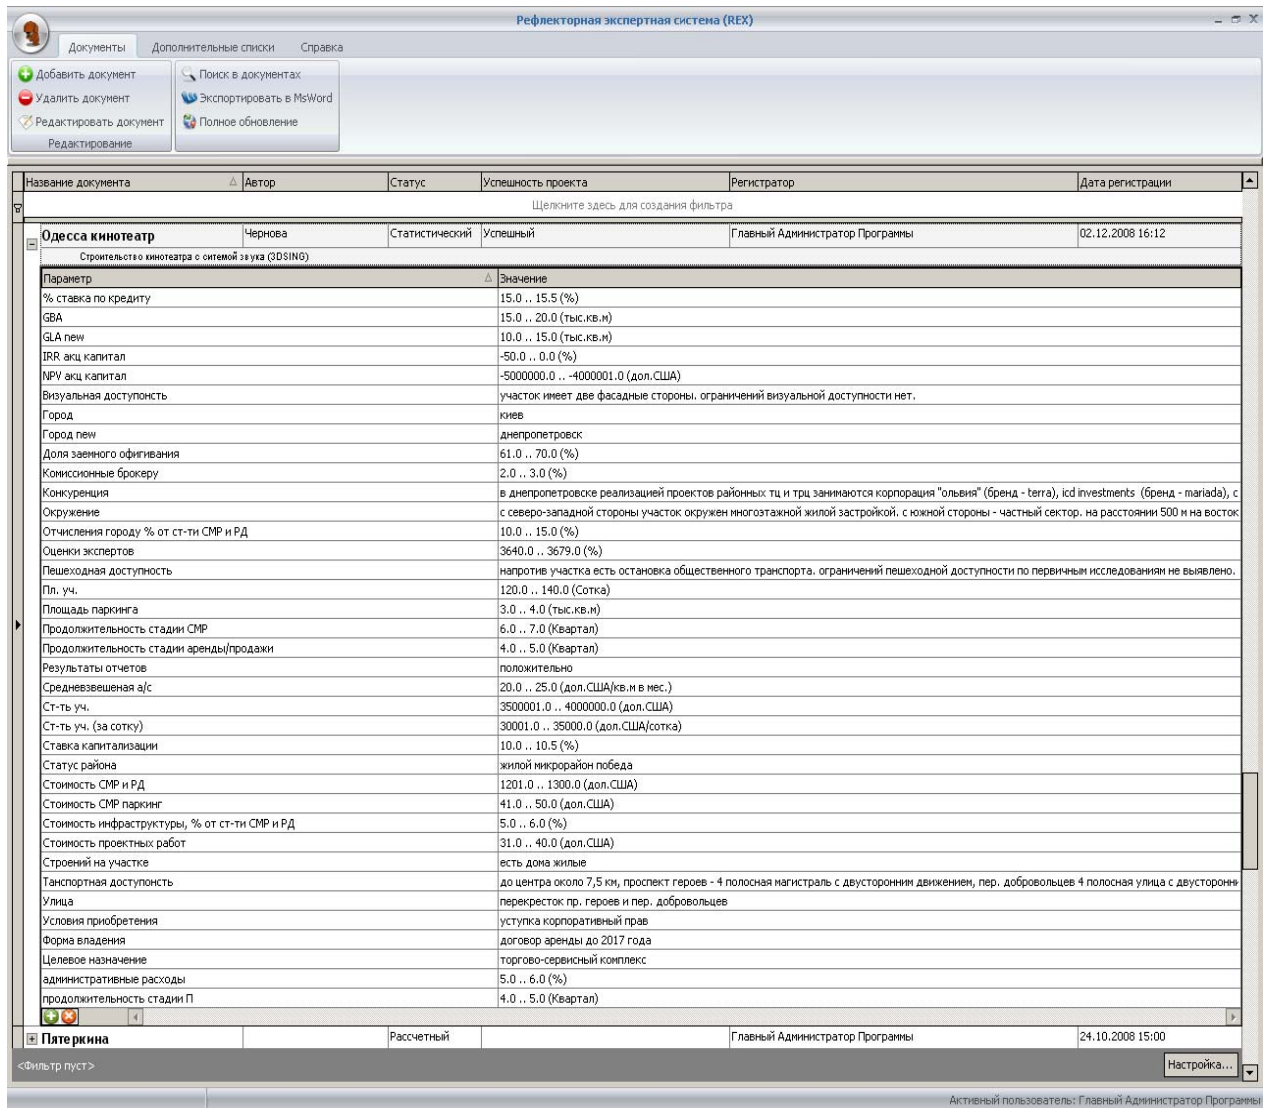 Рефлекторная экспертная система (REX)
Документы Дополнительные списки Справка
Добавить документ Поиск в документах
Удалить документ Экспортировать в MsWord
Редактировать документ Полное обновление
Редактирование
Название документа Автор Статус Успешность проекта Регистратор Дата регистрации
Щелкните здесь для создания фильтра
Одесса кинотеатр Чернова Статистический Успешный Главный Администратор Программы 02.12.2008 16:12
Строительство кинотеатра с ситемой звука (3DSING)
Параметр Значение
% ставка по кредиту 15.0 .. 15.5 (%)
GBA 15.0 .. 20.0 (тыс.кв.м)
GLA new 10.0 .. 15.0 (тыс.кв.м)
IRR акц капитал -50.0 .. 0.0 (%)
NPV акц капитал -5000000.0 .. -4000001.0 (дол.США)
Визуальная доступонсть участок имеет две фасадные стороны. ограничений визуальной доступности нет.
Город киев
Город new днепропетровск
Доля заемного офигивания 61.0 .. 70.0 (%)
Комиссионные брокеру 2.0 .. 3.0 (%)
Конкуренция в днепропетровске реализацией проектов районных тц и трц занимаются корпорация "ольвия" (бренд - terra), icd investments (бренд - mariada), с
Окружение с северо-западной стороны участок окружен многоэтажной жилой застройкой. с южной стороны - частный сектор. на расстоянии 500 м на восток
Отчисления городу % от ст-ти СМР и РД 10.0 .. 15.0 (%)
Оценки экспертов 3640.0 .. 3679.0 (%)
Пешеходная доступность напротив участка есть остановка общественного транспорта. ограничений пешеходной доступности по первичным исследованиям не выявлено.
Пл. уч. 120.0 .. 140.0 (Сотка)
Площадь паркинга 3.0 .. 4.0 (тыс.кв.м)
Продолжительность стадии СМР 6.0 .. 7.0 (Квартал)
Продолжительность стадии аренды/продажи 4.0 .. 5.0 (Квартал)
Результаты отчетов положительно
Средневзвешеная а/с 20.0 .. 25.0 (дол.США/кв.м в мес.)
Ст-ть уч. 3500001.0 .. 4000000.0 (дол.США)
Ст-ть уч. (за сотку) 30001.0 .. 35000.0 (дол.США/сотка)
Ставка капитализации 10.0 .. 10.5 (%)
Статус района жилой микрорайон победа
Стоимость СМР и РД 1201.0 .. 1300.0 (дол.США)
Стоимость СМР паркинг 41.0 .. 50.0 (дол.США)
Стоимость инфраструктуры, % от ст-ти СМР и РД 5.0 .. 6.0 (%)
Стоимость проектных работ 31.0 .. 40.0 (дол.США)
Строений на участке есть дома жилые
Танспортная доступонсть до центра около 7,5 км, проспект героев - 4 полосная магистраль с двусторонним движением, пер. добровольцев 4 полосная улица с двусторонн
Улица перекресток пр. героев и пер. добровольцев
Условия приобретения уступка корпоративный прав
Форма владения договор аренды до 2017 года
Целевое назначение торгово-сервисный комплекс
административные расходы 5.0 .. 6.0 (%)
продолжительность стадии П 4.0 .. 5.0 (Квартал)
Пятеркина Рассчетный Главный Администратор Программы 24.10.2008 15:00
<Фильтр пуст> Настройка...
Активный пользователь: Главный Администратор Программы